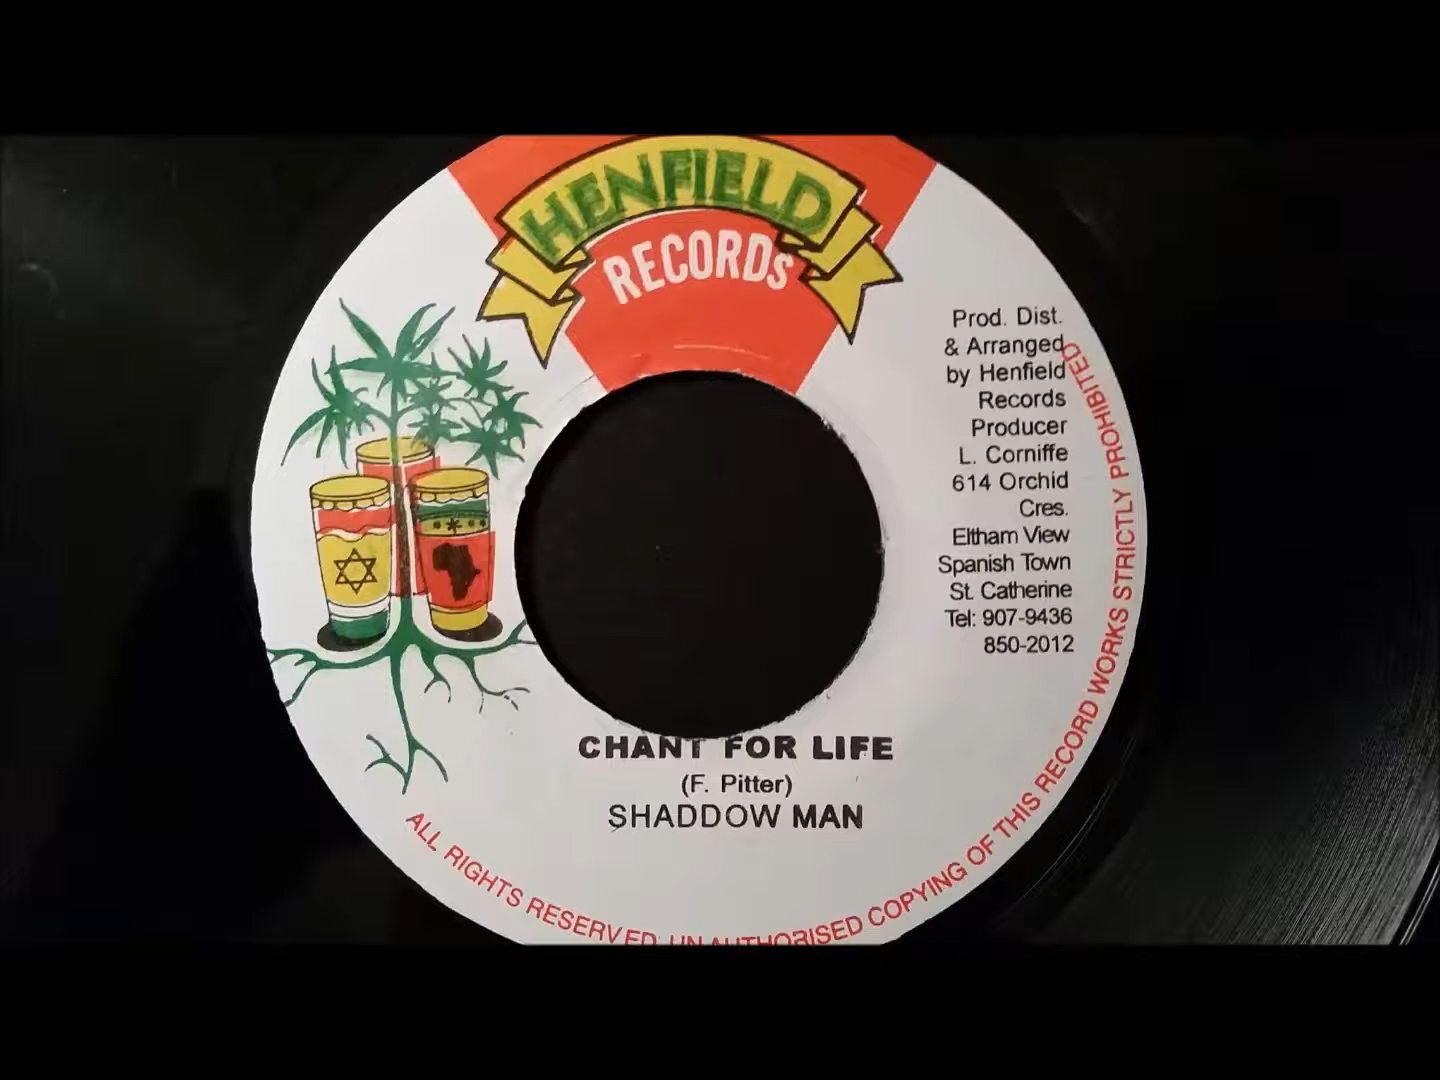 HENFIELD
RECORDS
Prod. Dist.
& Arranged
by Henfield
Records
Producer
L. Corniffe
614 Orchid
Cres.
Eltham View
Spanish Town
St. Catherine
Tel: 907-9436
850-2012
CHANT FOR LIFE
(F. Pitter)
SHADDOW MAN
ALL RIGHTS RESERVED. UNAUTHORISED COPYING OF THIS RECORD WORKS STRICTLY PROHIBITED